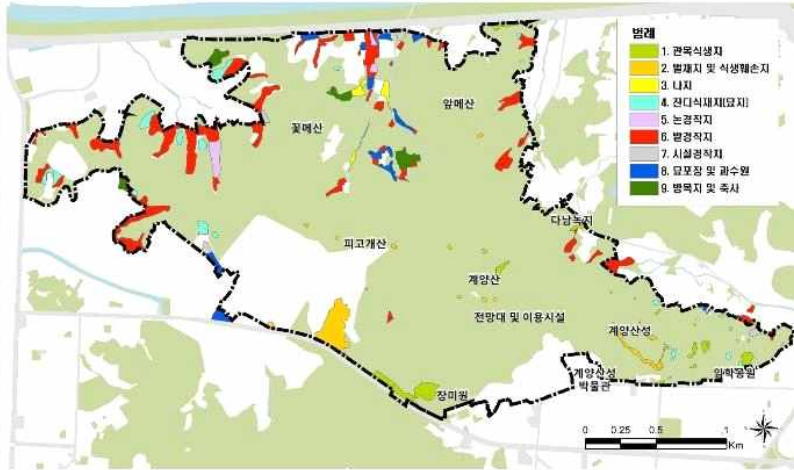 범례
1. 관목식생지
2. 벌채지 및 식생훼손지
3. 나지
4. 잔디식재지(묘지)
5. 논경작지
6. 밭경작지
7. 시설경작지
8. 묘포장 및 과수원
9. 방목지 및 축사
앞메산
꽃메산
다남녹지
피고개산
계양산
전망대 및 이용시설
계양산성
계양산성
박물관
임학공원
장미원
0 0.25 0.5 1
Km